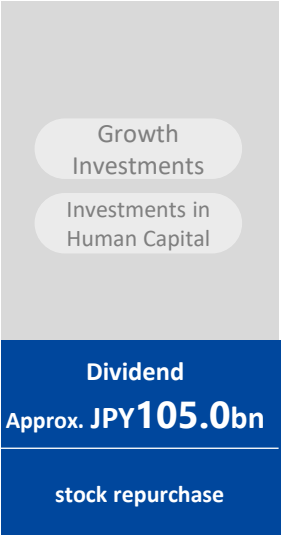 Growth
Investments
Investments in
Human Capital
Dividend
Approx. JPY105.0bn
stock repurchase